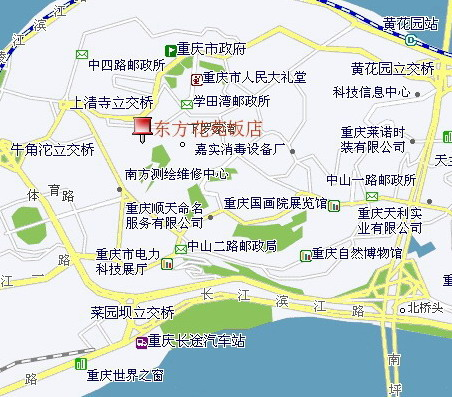 黄花园站
滨
江
陵
江
重庆市政府
中四路邮政所
黄花园立交桥
重庆市人民大礼堂
科技信息中心
上清寺立交桥
学田湾邮政所
东方花苑饭店
重庆莱诺时
装有限公司
嘉实消毒设备厂
牛角沱立交桥
天主
南方测绘维修中心
中山一路邮政所
体
育
路
重庆国画院展览馆
重庆顺天命名
服务有限公司
重庆天利实
业有限公司
中山二路邮政局
重庆市电力
科技展厅
重庆自然博物馆
江
一
路
长
江
滨
江
路
北桥头
菜园坝立交桥
重庆长途汽车站
南
坪
重庆世界之窗
路